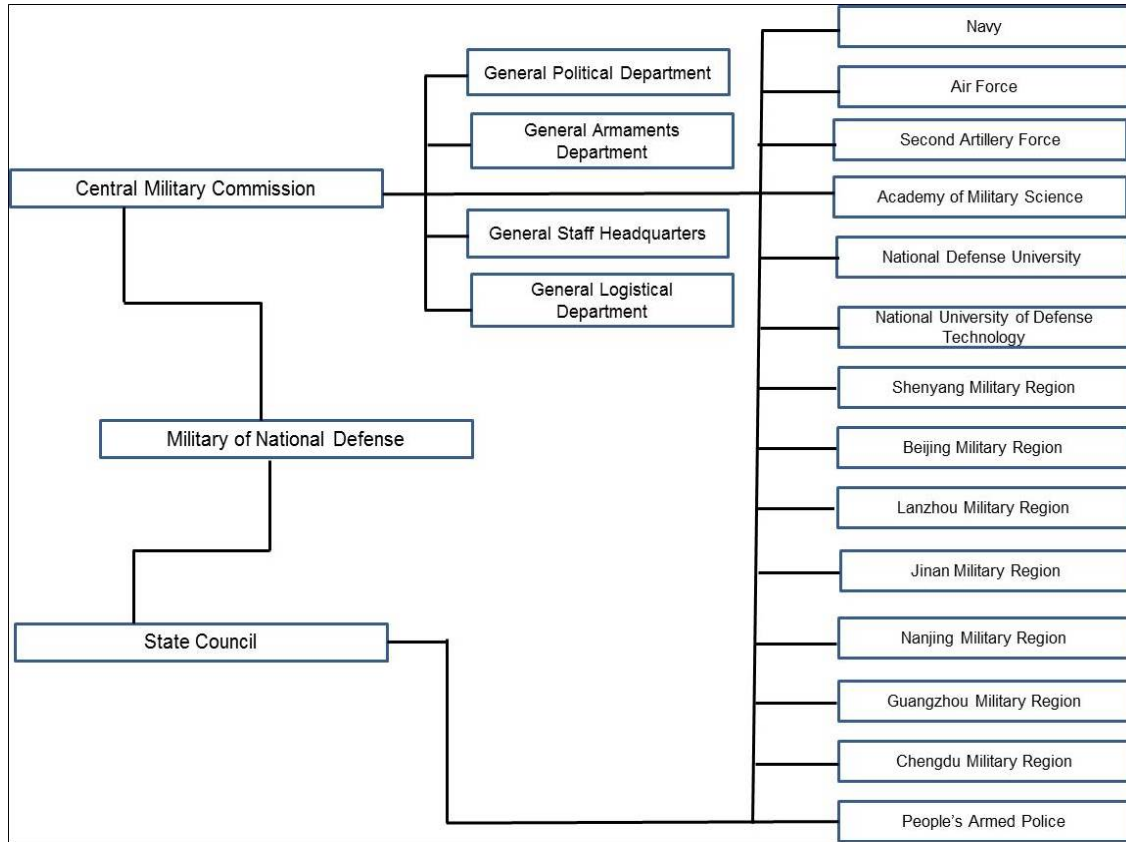 Central Military Commission
Military of National Defense
State Council
General Political Department
General Armaments
Department
General Staff Headquarters
General Logistical
Department
Navy
Air Force
Second Artillery Force
Academy of Military Science
National Defense University
National University of Defense
Technology
Shenyang Military Region
Beijing Military Region
Lanzhou Military Region
Jinan Military Region
Nanjing Military Region
Guangzhou Military Region
Chengdu Military Region
People's Armed Police